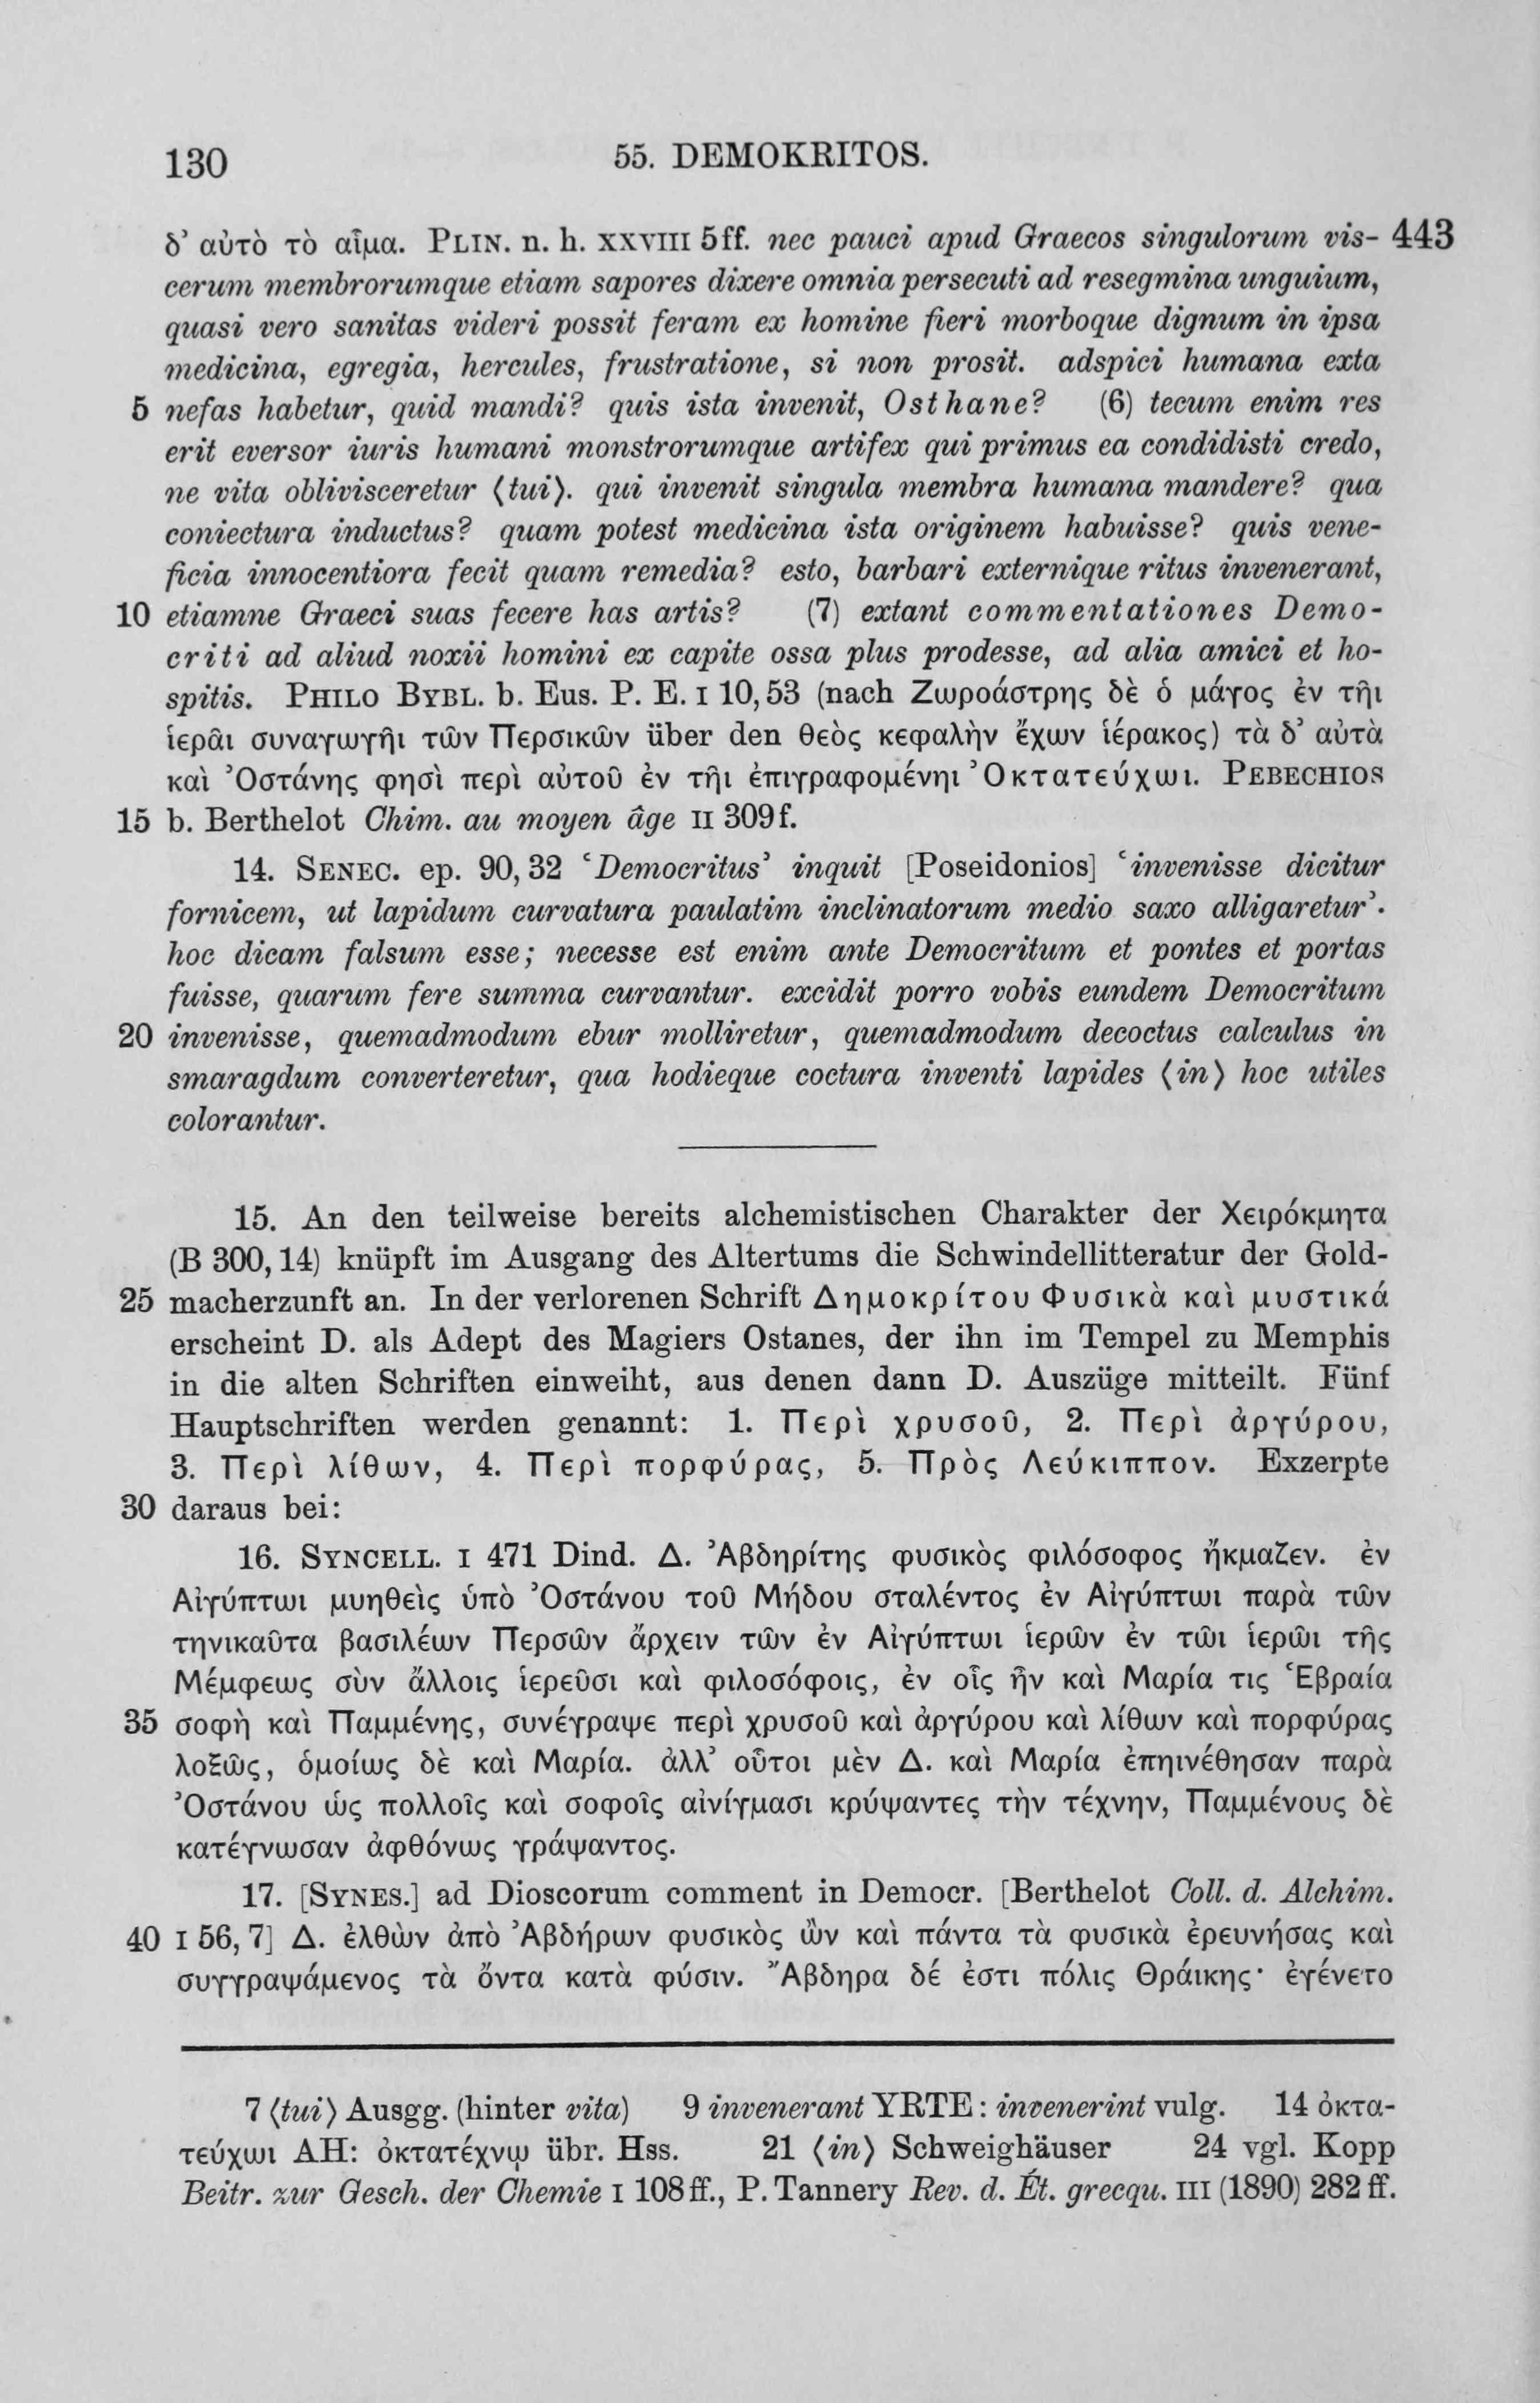 130
55. DEMOKRITOS.
δ’ αὐτὸ τὸ αἷμα. PLIN. n. h. XXVIII 5 ff. nec pauci apud Graecos singulorum vis- 443
cerum membrorumque etiam sapores dixere omnia persecuti ad resegmina unguium,
quasi vero sanitas videri possit feram ex homine fieri morboque dignum in ipsa
medicina, egregia, hercules, frustratione, si non prosit. adspici humana exta
5 nefas habetur, quid mandi? quis ista invenit, Osthane? (6) tecum enim res
erit eversor iuris humani monstrorumque artifex qui primus ea condidisti credo,
ne vita oblivisceretur ⟨tui⟩. qui invenit singula membra humana mandere? qua
coniectura inductus? quam potest medicina ista originem habuisse? quis vene-
ficia innocentiora fecit quam remedia? esto, barbari externique ritus invenerant,
10 etiamne Graeci suas fecere has artis? (7) extant commentationes Demo-
criti ad aliud noxii homini ex capite ossa plus prodesse, ad alia amici et ho-
spitis. PHILO BYBL. b. Eus. P. E. I 10, 53 (nach Ζωροάστρης δὲ ὁ μάγος ἐν τῆι
ἱερᾶι συναγωγῆι τῶν Περσικῶν über den θεὸς κεφαλὴν ἔχων ἱέρακος) τὰ δ’ αὐτὰ
καὶ Ὀστάνης φησὶ περὶ αὐτοῦ ἐν τῆι ἐπιγραφομένηι Ὀκτατεύχωι. PEBECHIOS
15 b. Berthelot Chim. au moyen âge II 309 f.
14. SENEC. ep. 90, 32 ‘Democritus’ inquit [Poseidonios] ‘invenisse dicitur
fornicem, ut lapidum curvatura paulatim inclinatorum medio saxo alligaretur’.
hoc dicam falsum esse; necesse est enim ante Democritum et pontes et portas
fuisse, quarum fere summa curvantur. excidit porro vobis eundem Democritum
20 invenisse, quemadmodum ebur molliretur, quemadmodum decoctus calculus in
smaragdum converteretur, qua hodieque coctura inventi lapides ⟨in⟩ hoc utiles
colorantur.
15. An den teilweise bereits alchemistischen Charakter der Χειρόκμητα
(B 300, 14) knüpft im Ausgang des Altertums die Schwindellitteratur der Gold-
25 macherzunft an. In der verlorenen Schrift Δημοκρίτου Φυσικὰ καὶ μυστικά
erscheint D. als Adept des Magiers Ostanes, der ihn im Tempel zu Memphis
in die alten Schriften einweiht, aus denen dann D. Auszüge mitteilt. Fünf
Hauptschriften werden genannt: 1. Περὶ χρυσοῦ, 2. Περὶ ἀργύρου,
3. Περὶ λίθων, 4. Περὶ πορφύρας, 5. Πρὸς Λεύκιππον. Exzerpte
30 daraus bei:
16. SYNCELL. I 471 Dind. Δ. Ἀβδηρίτης φυσικὸς φιλόσοφος ἤκμαζεν. ἐν
Αἰγύπτωι μυηθεὶς ὑπὸ Ὀστάνου τοῦ Μήδου σταλέντος ἐν Αἰγύπτωι παρὰ τῶν
τηνικαῦτα βασιλέων Περσῶν ἄρχειν τῶν ἐν Αἰγύπτωι ἱερῶν ἐν τῶι ἱερῶι τῆς
Μέμφεως σὺν ἄλλοις ἱερεῦσι καὶ φιλοσόφοις, ἐν οἷς ἦν καὶ Μαρία τις Ἑβραία
35 σοφὴ καὶ Παμμένης, συνέγραψε περὶ χρυσοῦ καὶ ἀργύρου καὶ λίθων καὶ πορφύρας
λοξῶς, ὁμοίως δὲ καὶ Μαρία. ἀλλ’ οὗτοι μὲν Δ. καὶ Μαρία ἐπηινέθησαν παρὰ
Ὀστάνου ὡς πολλοῖς καὶ σοφοῖς αἰνίγμασι κρύψαντες τὴν τέχνην, Παμμένους δὲ
κατέγνωσαν ἀφθόνως γράψαντος.
17. [SYNES.] ad Dioscorum comment in Democr. [Berthelot Coll. d. Alchim.
40 I 56, 7] Δ. ἐλθὼν ἀπὸ Ἀβδήρων φυσικὸς ὢν καὶ πάντα τὰ φυσικὰ ἐρευνήσας καὶ
συγγραψάμενος τὰ ὄντα κατὰ φύσιν. Ἄβδηρα δέ ἐστι πόλις Θράικης· ἐγένετο
7 ⟨tui⟩ Ausgg. (hinter vita) 9 invenerant YRTE: invenerint vulg. 14 ὀκτα-
τεύχωι AH: ὀκτατέχνῳ übr. Hss. 21 ⟨in⟩ Schweighäuser 24 vgl. Kopp
Beitr. zur Gesch. der Chemie I 108 ff., P. Tannery Rev. d. Ét. grecqu. III (1890) 282 ff.